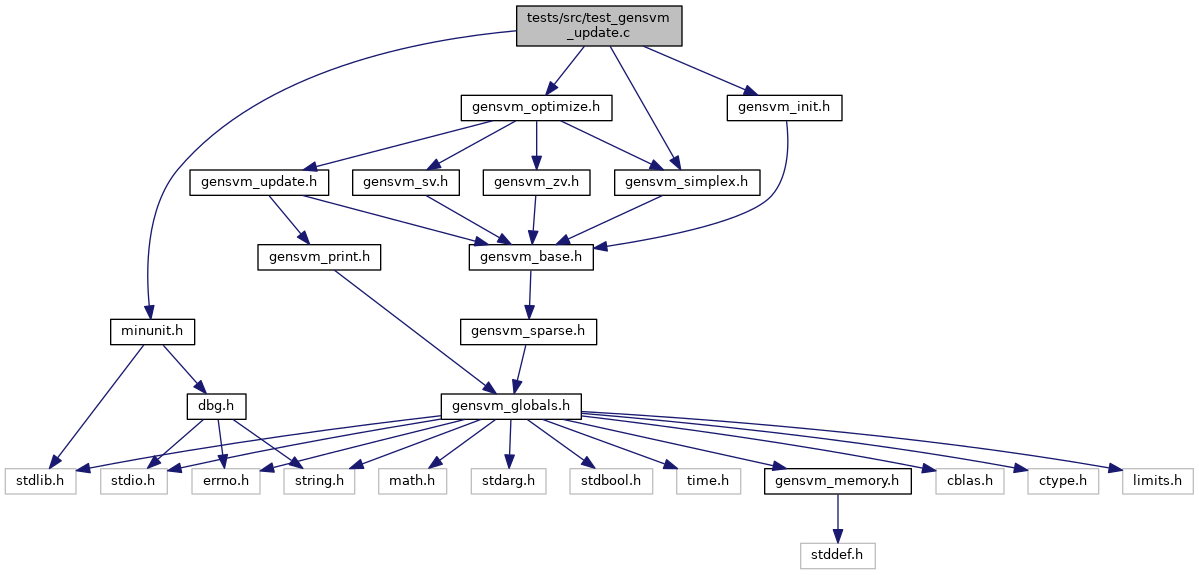 tests/src/test_gensvm
_update.c
gensvm_optimize.h
gensvm_init.h
gensvm_update.h
gensvm_sv.h
gensvm_zv.h
gensvm_simplex.h
gensvm_print.h
gensvm_base.h
minunit.h
gensvm_sparse.h
dbg.h
gensvm_globals.h
stdlib.h
stdio.h
errno.h
string.h
math.h
stdarg.h
stdbool.h
time.h
gensvm_memory.h
cblas.h
ctype.h
limits.h
stddef.h